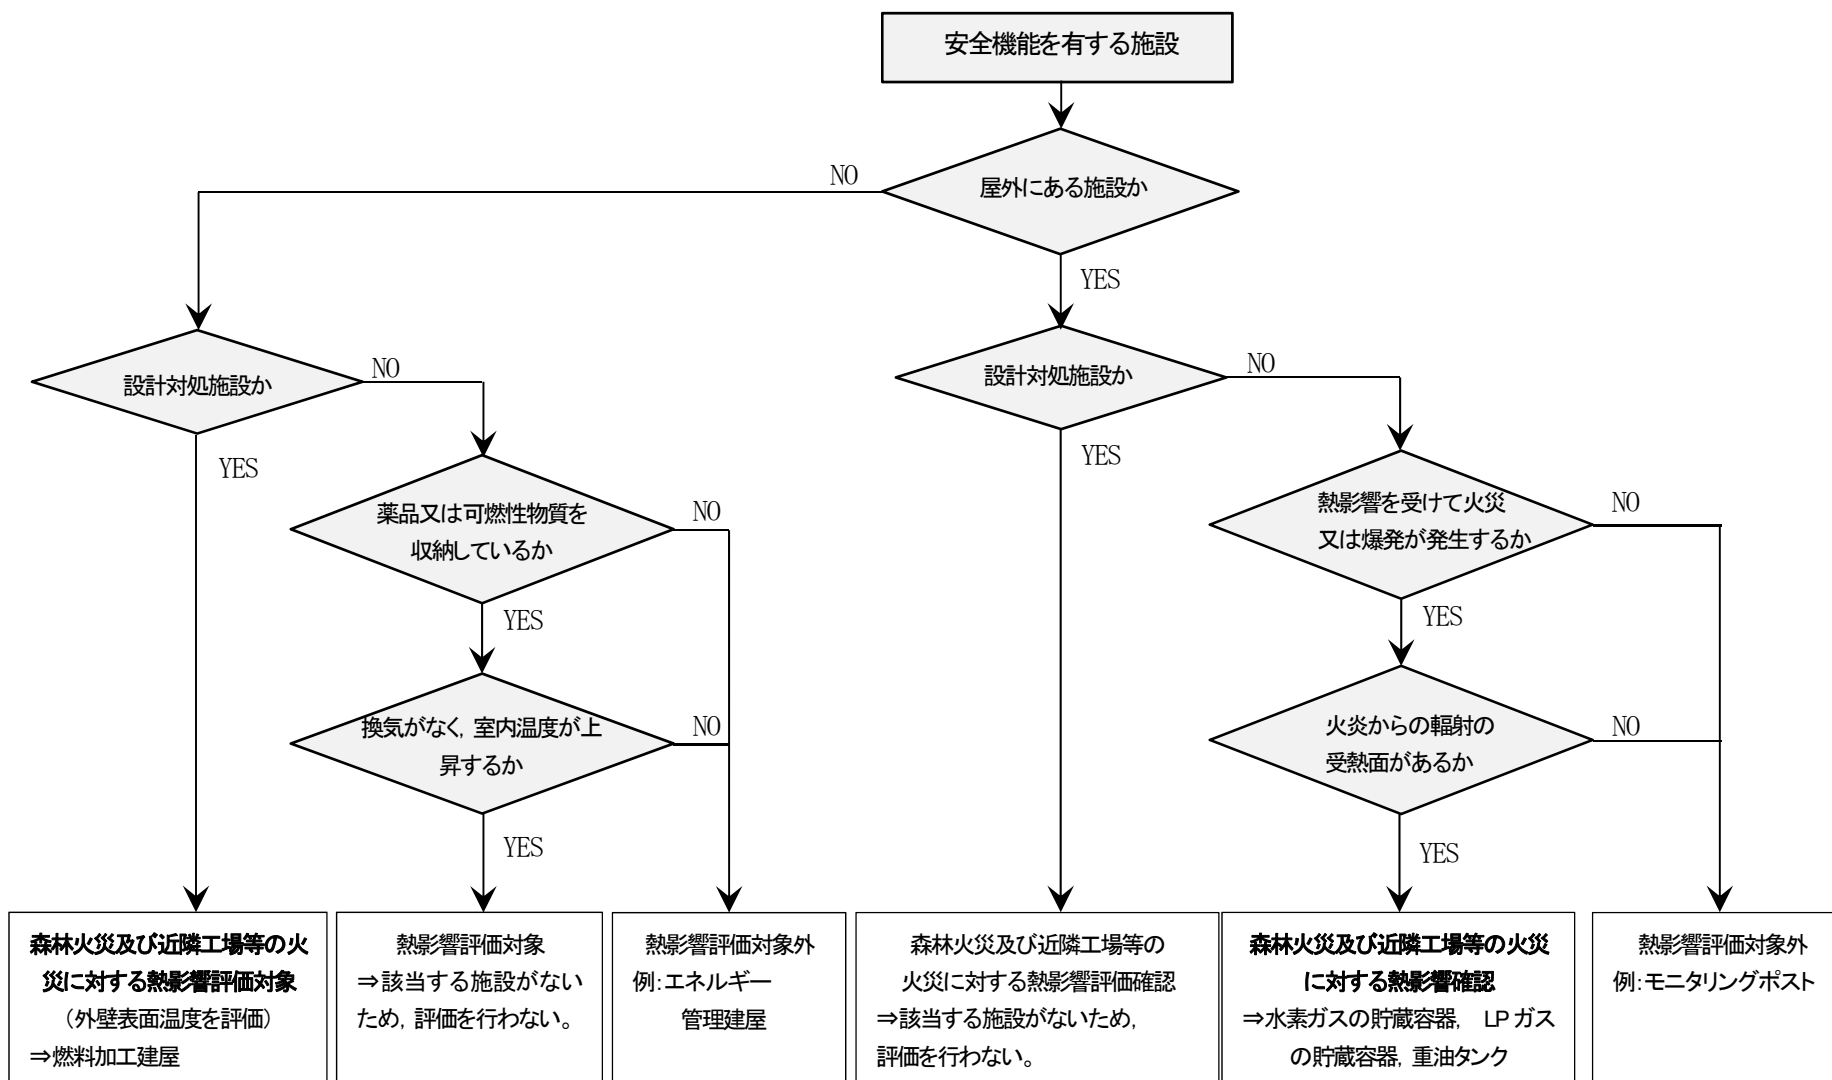 安全機能を有する施設
屋外にある施設か
NO
YES
設計対処施設か
NO
YES
設計対処施設か
NO
YES
薬品又は可燃性物質を
収納しているか
NO
YES
熱影響を受けて火災
又は爆発が発生するか
NO
YES
換気がなく, 室内温度が上
昇するか
NO
YES
火炎からの輻射の
受熱面があるか
NO
YES
森林火災及び近隣工場等の火
災に対する熱影響評価対象
（外壁表面温度を評価）
⇒燃料加工建屋
熱影響評価対象
⇒該当する施設がない
ため, 評価を行わない。
熱影響評価対象外
例：エネルギー
管理建屋
森林火災及び近隣工場等の
火災に対する熱影響評価確認
⇒該当する施設がないため,
評価を行わない。
森林火災及び近隣工場等の火災
に対する熱影響確認
⇒水素ガスの貯蔵容器, LPガス
の貯蔵容器, 重油タンク
熱影響評価対象外
例：モニタリングポスト